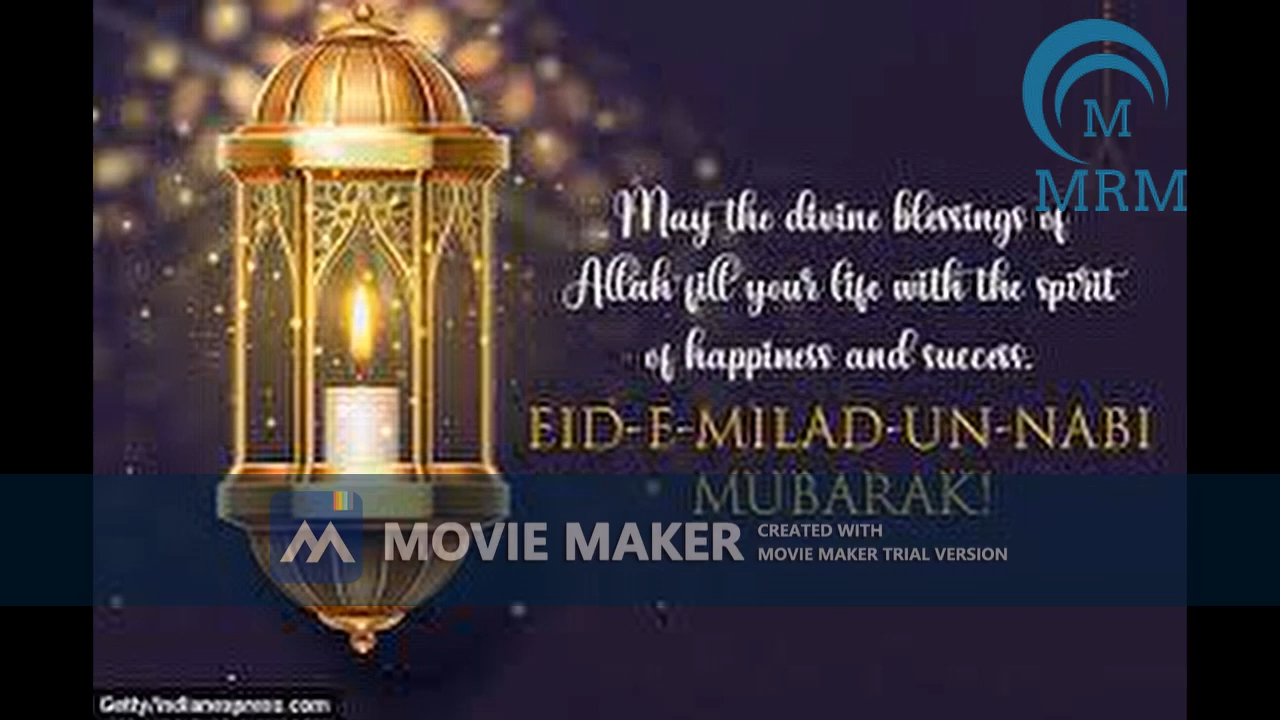 M
MRM
May the divine blessings of
Allah fill your life with the spirit
of happiness and success.
EID-E-MILAD-UN-NABI
MUBARAK!
MOVIE MAKER
CREATED WITH
MOVIE MAKER TRIAL VERSION
Getty/indianexpress.com